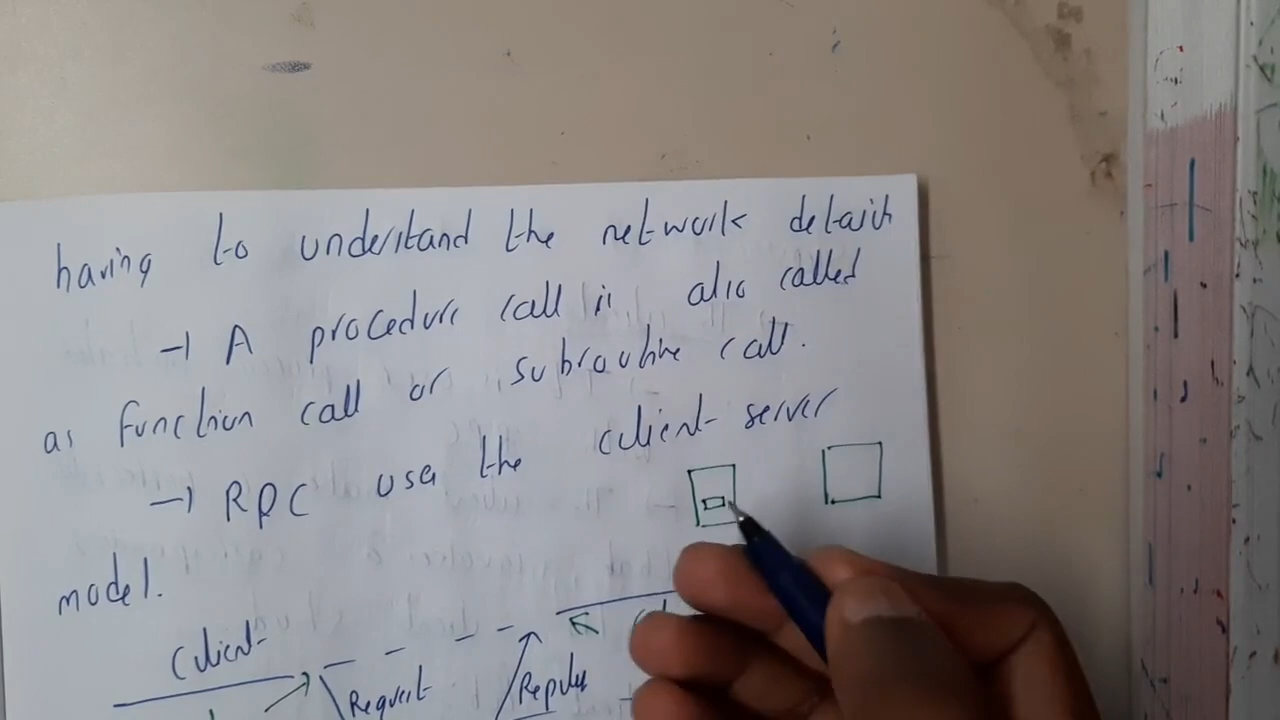 having to understand the network details
→ A procedure call is also called
as function call or subroutine call.
→ RPC uses the client-server
model.
Client
Request
Reply